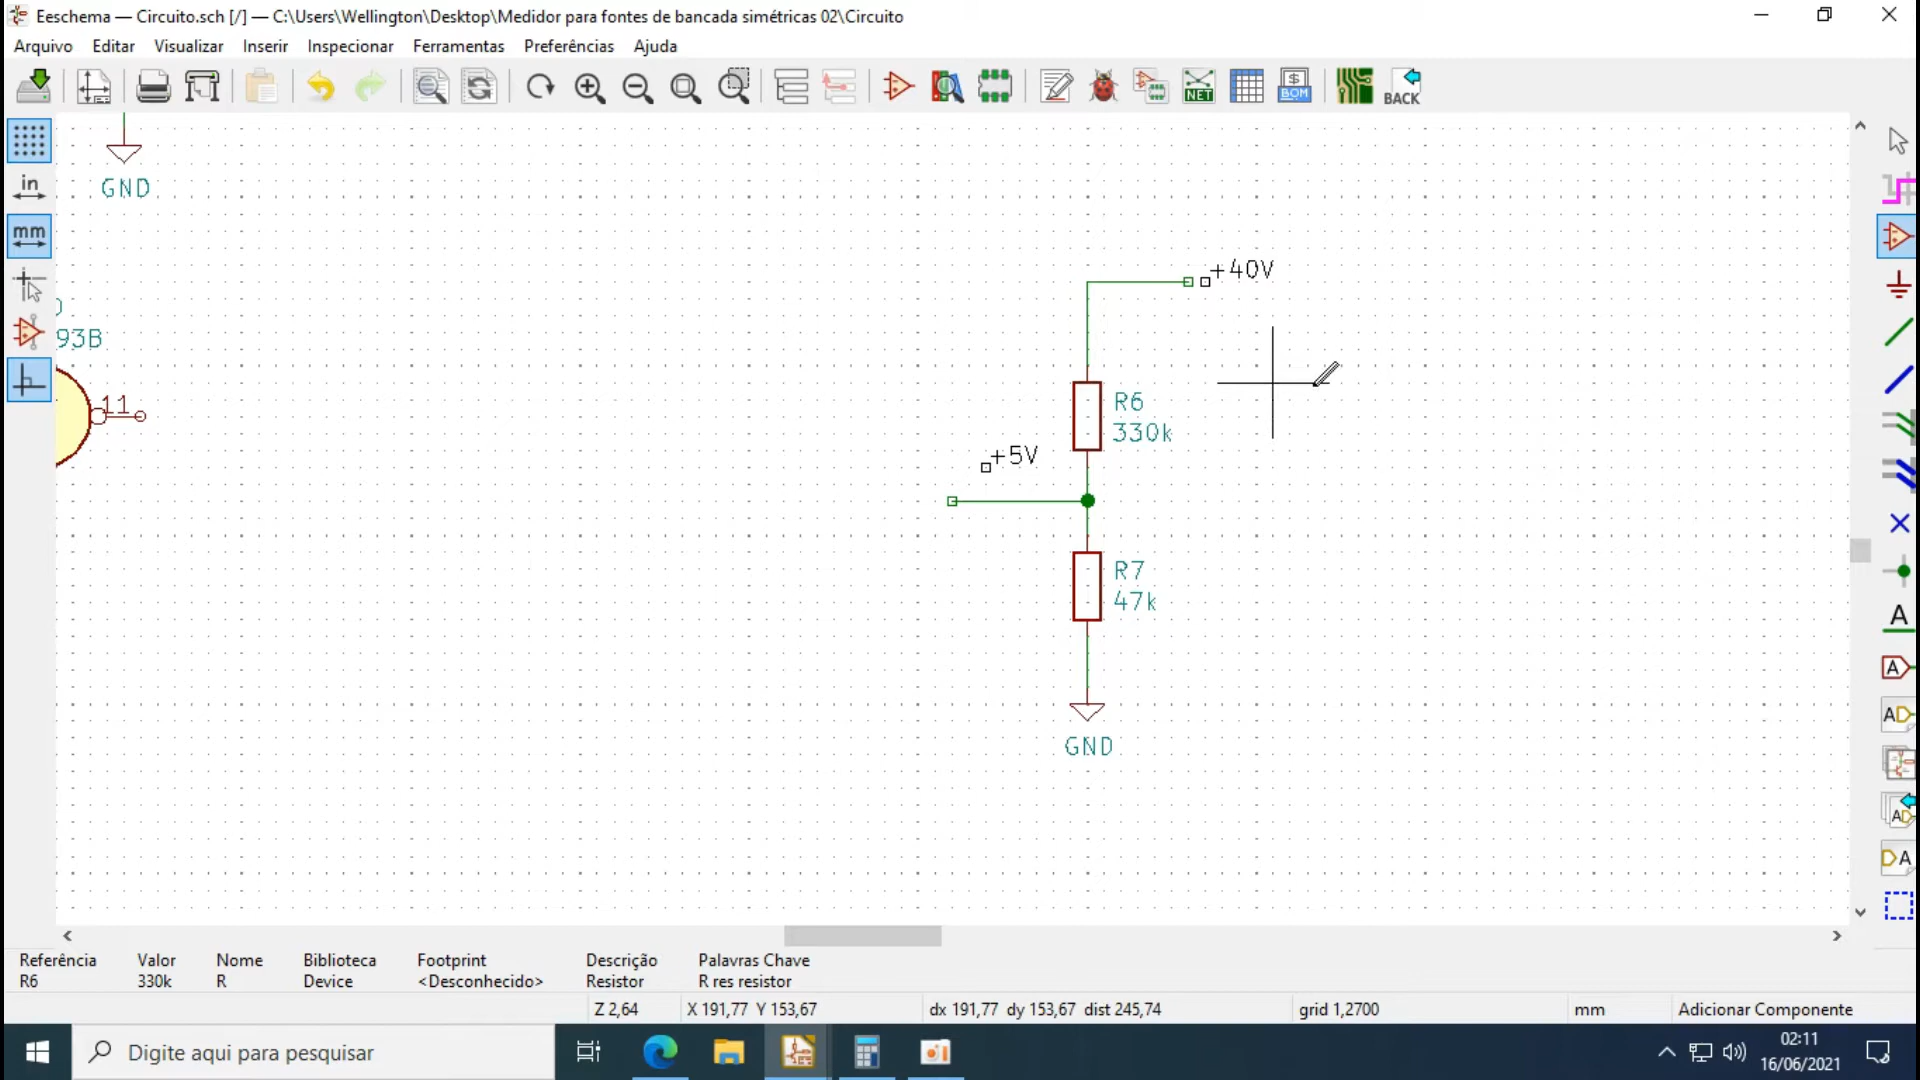 Eeschema — Circuito.sch [/] — C:\Users\Wellington\Desktop\Medidor para fontes de bancada simétricas 02\Circuito
Arquivo Editar Visualizar Inserir Inspecionar Ferramentas Preferências Ajuda
NET
$
BOM
BACK
in
mm
GND
93B
11
+40V
R6
330k
+5V
R7
47k
GND
A
A
A
A
A
Referência Valor Nome Biblioteca Footprint Descrição Palavras Chave
R6 330k R Device <Desconhecido> Resistor R res resistor
Z 2,64 X 191,77 Y 153,67 dx 191,77 dy 153,67 dist 245,74 grid 1,2700 mm Adicionar Componente
Digite aqui para pesquisar
02:11
16/06/2021